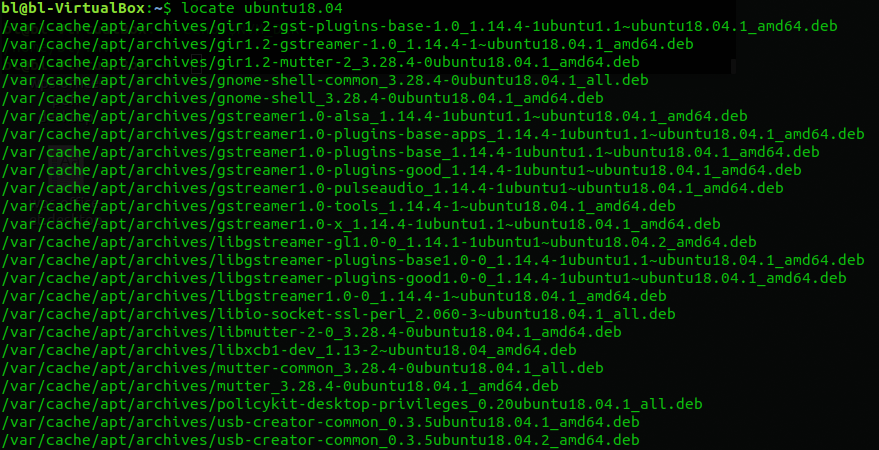 bl@bl-VirtualBox:~$ locate ubuntu18.04
/var/cache/apt/archives/gir1.2-gst-plugins-base-1.0_1.14.4-1ubuntu1.1~ubuntu18.04.1_amd64.deb
/var/cache/apt/archives/gir1.2-gstreamer-1.0_1.14.4-1~ubuntu18.04.1_amd64.deb
/var/cache/apt/archives/gir1.2-mutter-2_3.28.4-0ubuntu18.04.1_amd64.deb
/var/cache/apt/archives/gnome-shell-common_3.28.4-0ubuntu18.04.1_all.deb
/var/cache/apt/archives/gnome-shell_3.28.4-0ubuntu18.04.1_amd64.deb
/var/cache/apt/archives/gstreamer1.0-alsa_1.14.4-1ubuntu1.1~ubuntu18.04.1_amd64.deb
/var/cache/apt/archives/gstreamer1.0-plugins-base-apps_1.14.4-1ubuntu1.1~ubuntu18.04.1_amd64.deb
/var/cache/apt/archives/gstreamer1.0-plugins-base_1.14.4-1ubuntu1.1~ubuntu18.04.1_amd64.deb
/var/cache/apt/archives/gstreamer1.0-plugins-good_1.14.4-1ubuntu1~ubuntu18.04.1_amd64.deb
/var/cache/apt/archives/gstreamer1.0-pulseaudio_1.14.4-1ubuntu1~ubuntu18.04.1_amd64.deb
/var/cache/apt/archives/gstreamer1.0-tools_1.14.4-1~ubuntu18.04.1_amd64.deb
/var/cache/apt/archives/gstreamer1.0-x_1.14.4-1ubuntu1.1~ubuntu18.04.1_amd64.deb
/var/cache/apt/archives/libgstreamer-gl1.0-0_1.14.1-1ubuntu1~ubuntu18.04.2_amd64.deb
/var/cache/apt/archives/libgstreamer-plugins-base1.0-0_1.14.4-1ubuntu1.1~ubuntu18.04.1_amd64.deb
/var/cache/apt/archives/libgstreamer-plugins-good1.0-0_1.14.4-1ubuntu1~ubuntu18.04.1_amd64.deb
/var/cache/apt/archives/libgstreamer1.0-0_1.14.4-1~ubuntu18.04.1_amd64.deb
/var/cache/apt/archives/libio-socket-ssl-perl_2.060-3~ubuntu18.04.1_all.deb
/var/cache/apt/archives/libmutter-2-0_3.28.4-0ubuntu18.04.1_amd64.deb
/var/cache/apt/archives/libxcb1-dev_1.13-2~ubuntu18.04_amd64.deb
/var/cache/apt/archives/mutter-common_3.28.4-0ubuntu18.04.1_all.deb
/var/cache/apt/archives/mutter_3.28.4-0ubuntu18.04.1_amd64.deb
/var/cache/apt/archives/policykit-desktop-privileges_0.20ubuntu18.04.1_all.deb
/var/cache/apt/archives/usb-creator-common_0.3.5ubuntu18.04.1_amd64.deb
/var/cache/apt/archives/usb-creator-common_0.3.5ubuntu18.04.2_amd64.deb